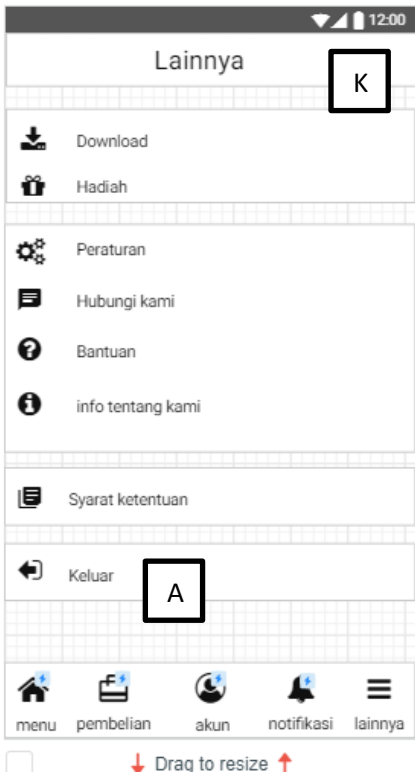 12:00
Lainnya
K
Download
Hadiah
Peraturan
Hubungi kami
Bantuan
info tentang kami
Syarat ketentuan
Keluar
A
menu pembelian akun notifikasi lainnya
Drag to resize